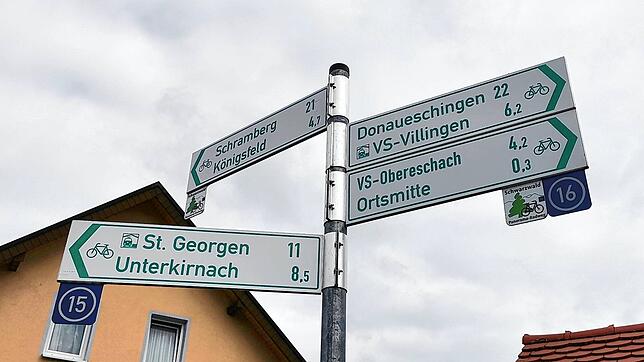 Schramberg 21
Königsfeld 4,7
Donaueschingen 22
VS-Villingen 6,2
VS-Obereschach 4,2
Ortsmitte 0,3
Schwarzwald
16
St. Georgen 11
Unterkirnach 8,5
15